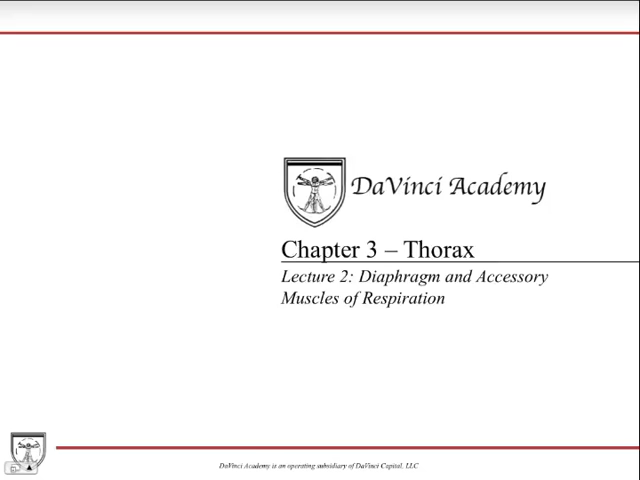 DaVinci Academy
Chapter 3 – Thorax
Lecture 2: Diaphragm and Accessory
Muscles of Respiration
DaVinci Academy is an operating subsidiary of DaVinci Capital, LLC